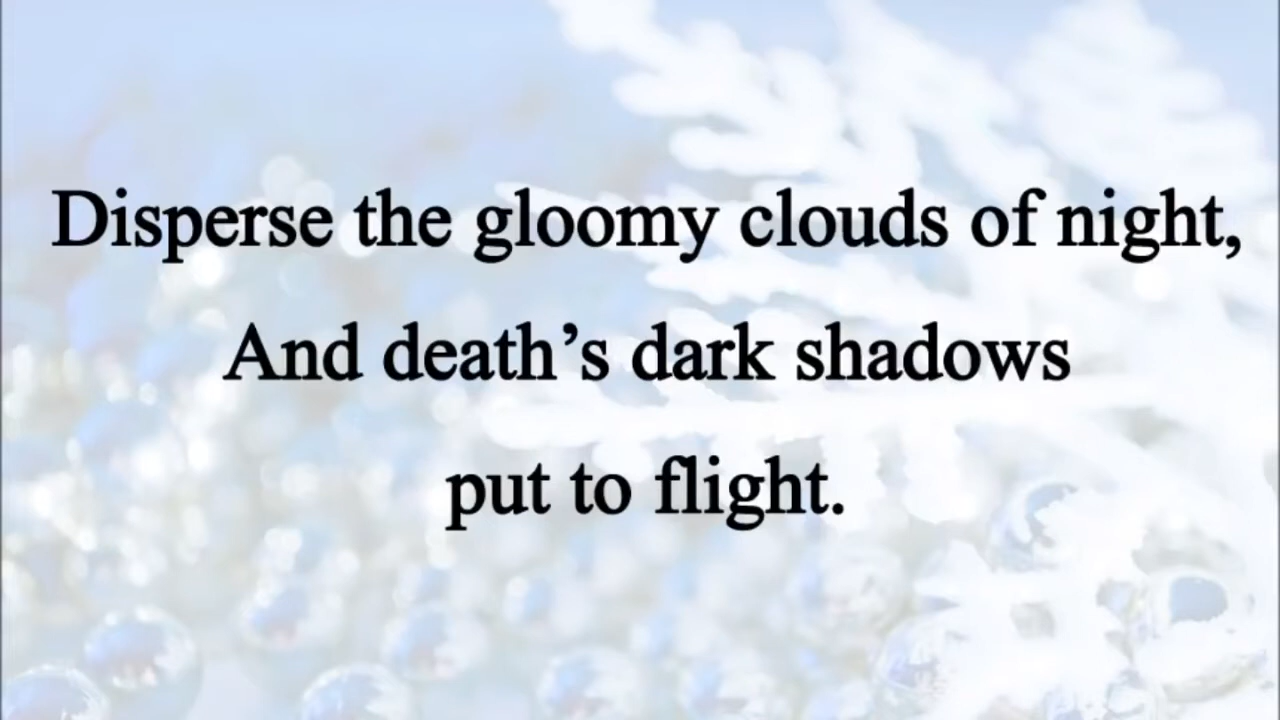 Disperse the gloomy clouds of night,
And death’s dark shadows
put to flight.